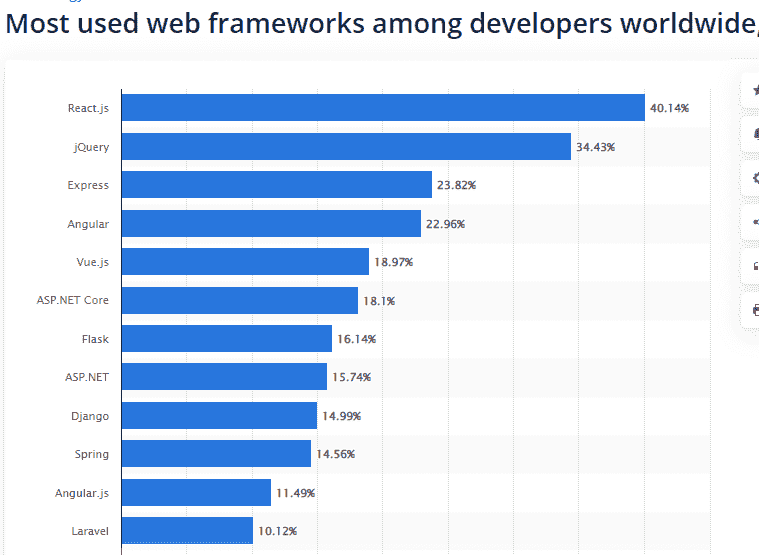 Most used web frameworks among developers worldwide,
React.js 40.14%
jQuery 34.43%
Express 23.82%
Angular 22.96%
Vue.js 18.97%
ASP.NET Core 18.1%
Flask 16.14%
ASP.NET 15.74%
Django 14.99%
Spring 14.56%
Angular.js 11.49%
Laravel 10.12%